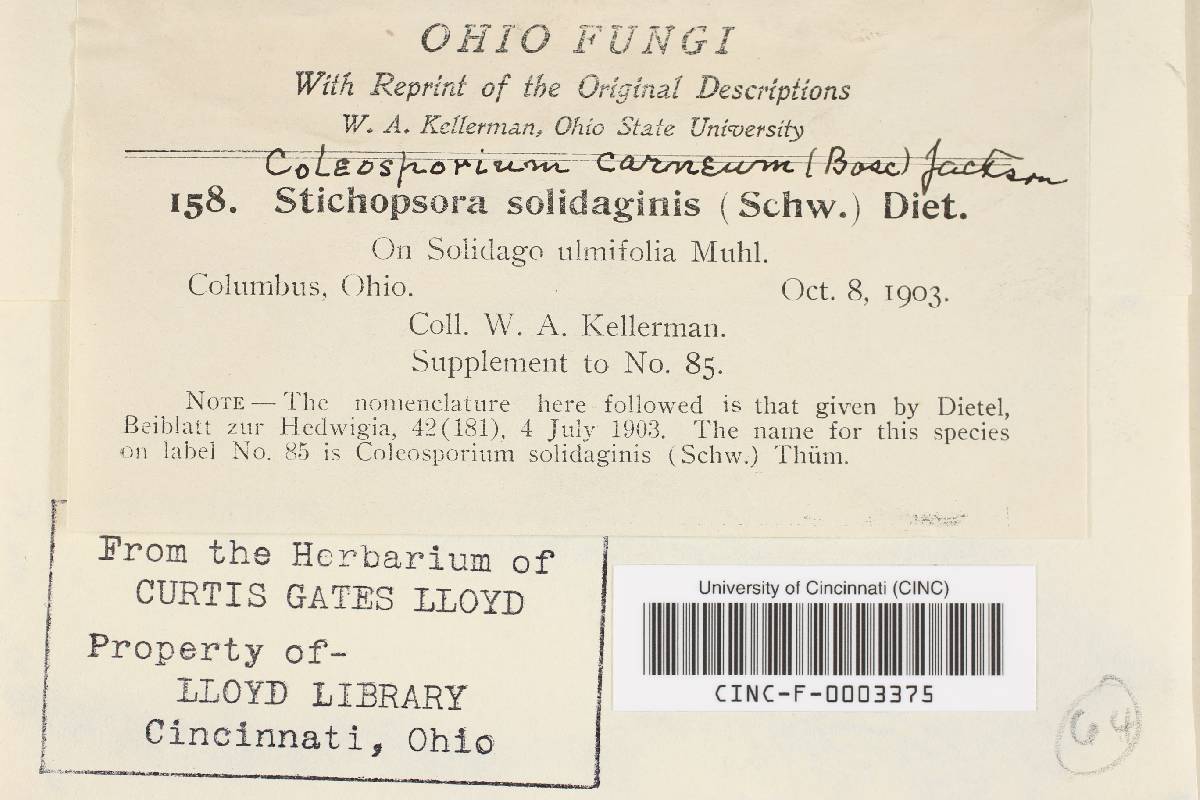 OHIO FUNGI
With Reprint of the Original Descriptions
W. A. Kellerman, Ohio State University
Coleosporium carneum (Bosc) Jackson
158. Stichopsora solidaginis (Schw.) Diet.
On Solidago ulmifolia Muhl.
Columbus, Ohio. Oct. 8, 1903.
Coll. W. A. Kellerman.
Supplement to No. 85.
NOTE — The nomenclature here followed is that given by Dietel,
Beiblatt zur Hedwigia, 42(181), 4 July 1903. The name for this species
on label No. 85 is Coleosporium solidaginis (Schw.) Thüm.
From the Herbarium of
CURTIS GATES LLOYD
Property of-
LLOYD LIBRARY
Cincinnati, Ohio
University of Cincinnati (CINC)
CINC-F-0003375
64